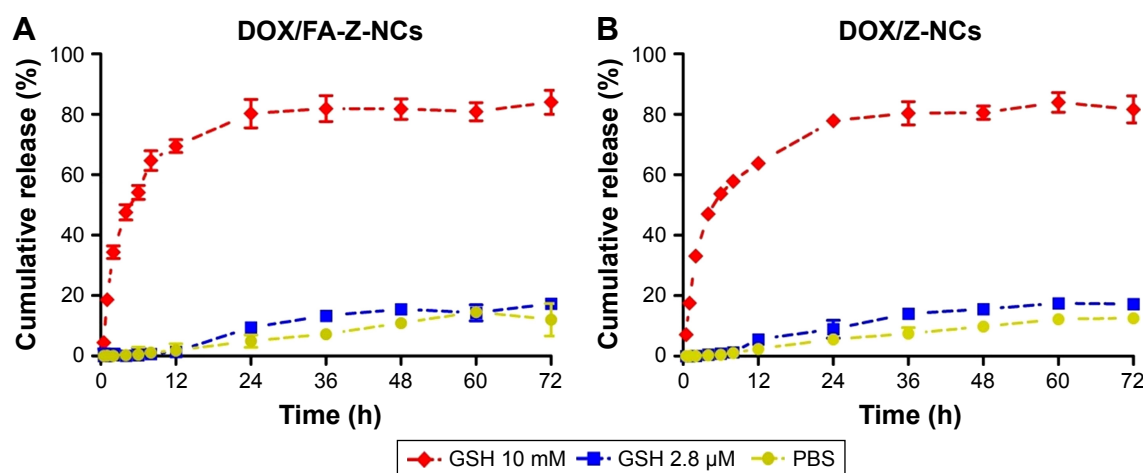 A
DOX/FA-Z-NCs
Cumulative release (%)
100
80
60
40
20
0
0 12 24 36 48 60 72
Time (h)
B
DOX/Z-NCs
Cumulative release (%)
100
80
60
40
20
0
0 12 24 36 48 60 72
Time (h)
GSH 10 mM GSH 2.8 µM PBS